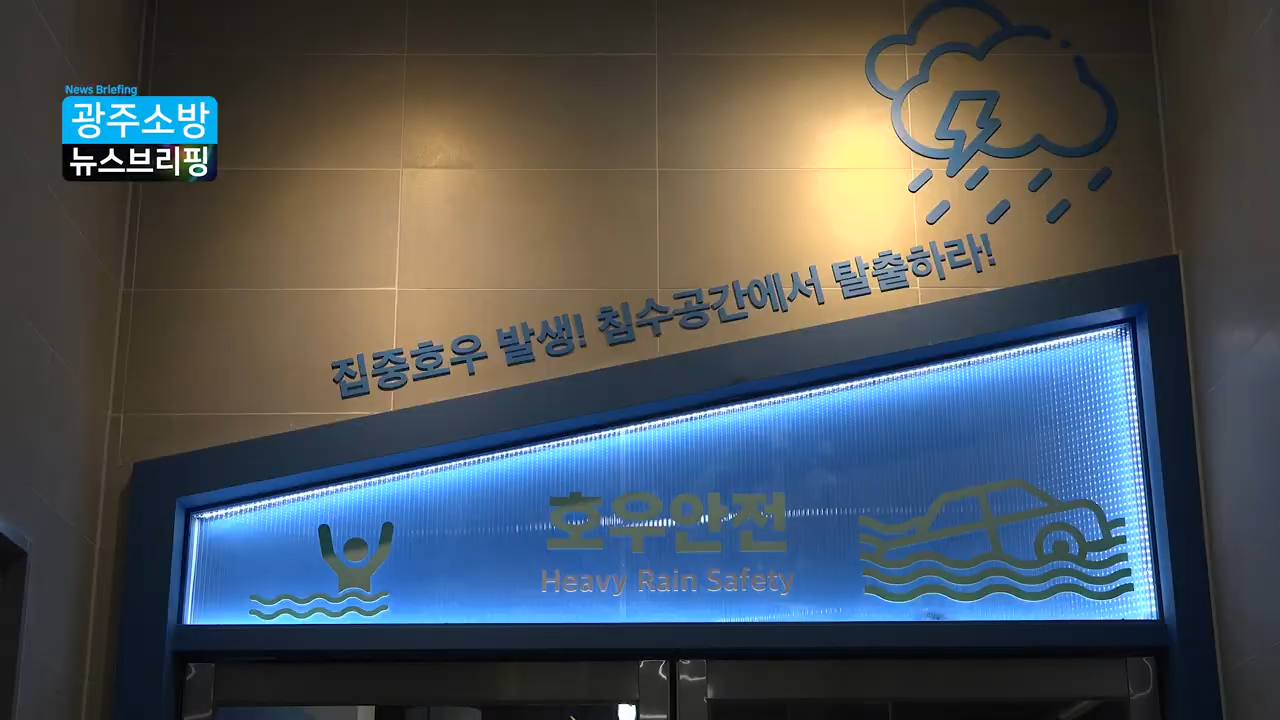 News Briefing
광주소방
뉴스브리핑
집중호우 발생! 침수공간에서 탈출하라!
호우안전
Heavy Rain Safety